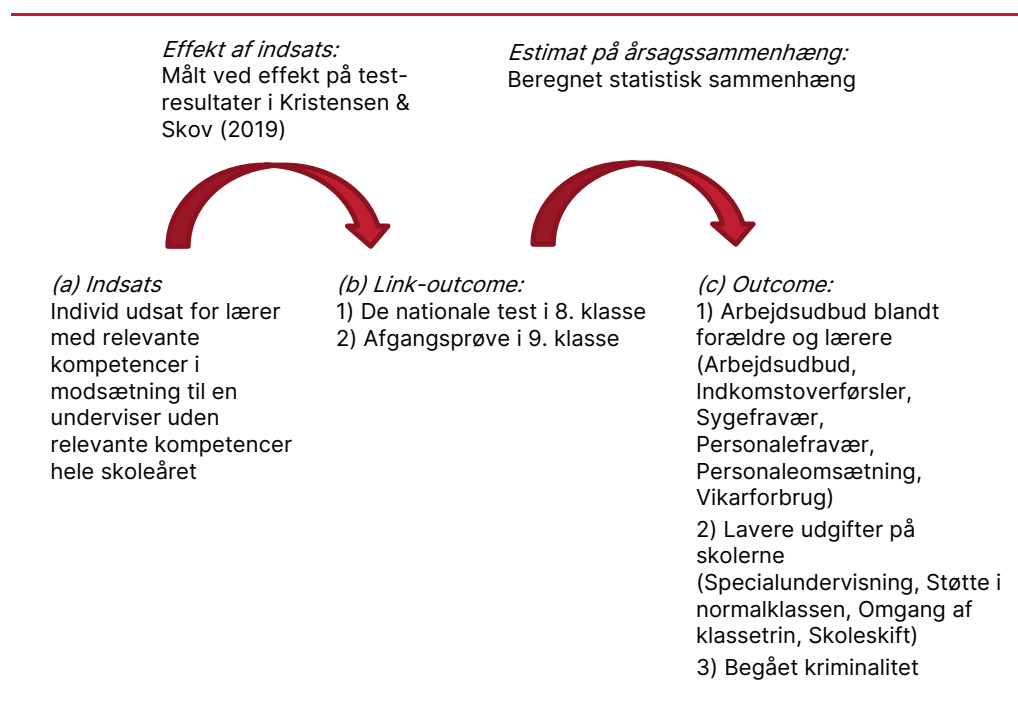 Effekt af indsats:
Målt ved effekt på test-
resultater i Kristensen &
Skov (2019)
Estimat på årsagssammenhæng:
Beregnet statistisk sammenhæng
(a) Indsats
Individ udsat for lærer
med relevante
kompetencer i
modsætning til en
underviser uden
relevante kompetencer
hele skoleåret
(b) Link-outcome:
1) De nationale test i 8. klasse
2) Afgangsprøve i 9. klasse
(c) Outcome:
1) Arbejdsudbud blandt
forældre og lærere
(Arbejdsudbud,
Indkomstoverførsler,
Sygefravær,
Personalefravær,
Personaleomsætning,
Vikarforbrug)
2) Lavere udgifter på
skolerne
(Specialundervisning, Støtte i
normalklassen, Omgang af
klassetrin, Skoleskift)
3) Begået kriminalitet